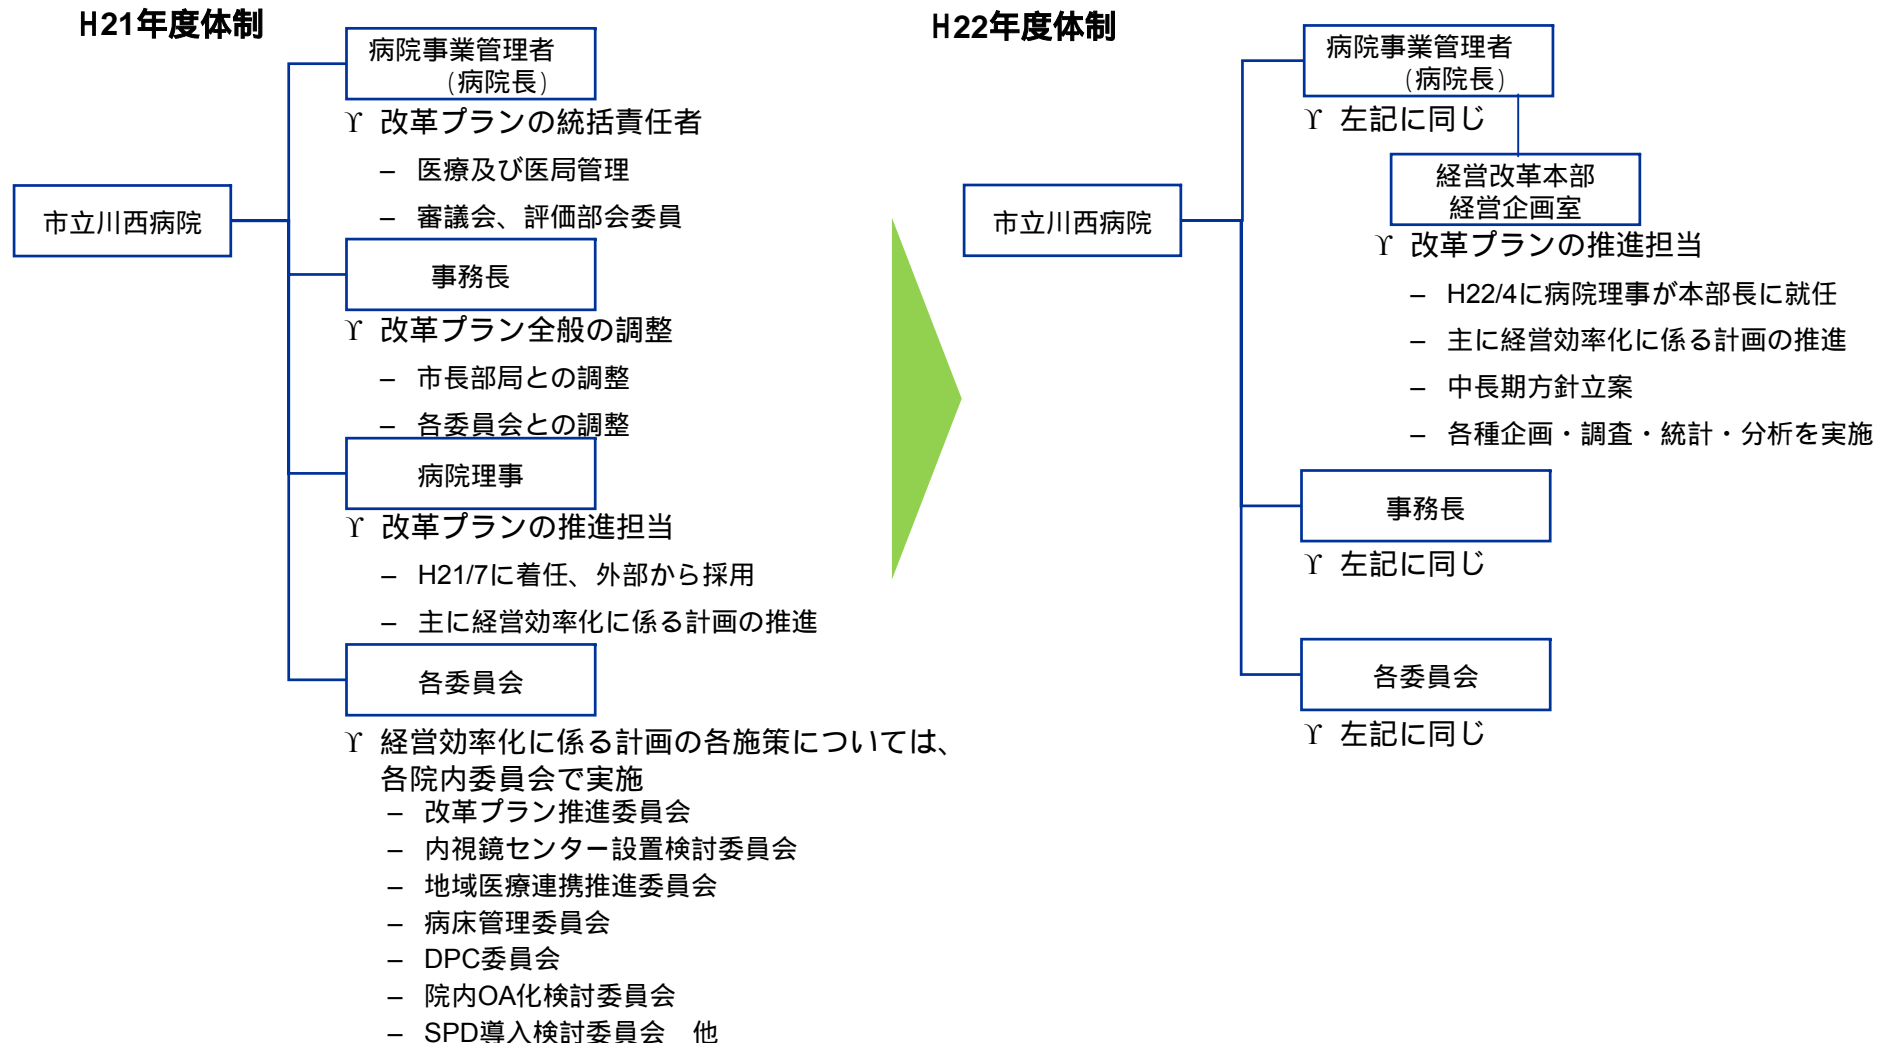 H21年度体制
市立川西病院
病院事業管理者
(病院長)
ϒ 改革プランの統括責任者
– 医療及び医局管理
– 審議会、評価部会委員
事務長
ϒ 改革プラン全般の調整
– 市長部局との調整
– 各委員会との調整
病院理事
ϒ 改革プランの推進担当
– H21/7に着任、外部から採用
– 主に経営効率化に係る計画の推進
各委員会
ϒ 経営効率化に係る計画の各施策については、
各院内委員会で実施
– 改革プラン推進委員会
– 内視鏡センター設置検討委員会
– 地域医療連携推進委員会
– 病床管理委員会
– DPC委員会
– 院内OA化検討委員会
– SPD導入検討委員会 他
H22年度体制
市立川西病院
病院事業管理者
(病院長)
ϒ 左記に同じ
経営改革本部
経営企画室
ϒ 改革プランの推進担当
– H22/4に病院理事が本部長に就任
– 主に経営効率化に係る計画の推進
– 中長期方針立案
– 各種企画・調査・統計・分析を実施
事務長
ϒ 左記に同じ
各委員会
ϒ 左記に同じ